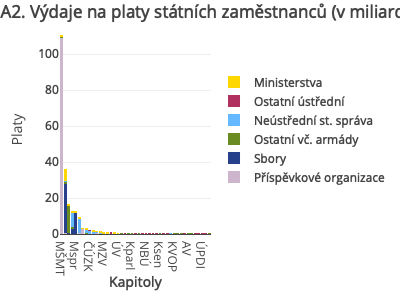 A2. Výdaje na platy státních zaměstnanců (v miliard
100
80
60
40
20
0
Platy
MŠMT
Mspr
ČÚZK
MZV
ÚV
Kparl
NBÚ
Ksen
KVOP
AV
ÚPDI
Kapitoly
Ministerstva
Ostatní ústřední
Neústřední st. správa
Ostatní vč. armády
Sbory
Příspěvkové organizace